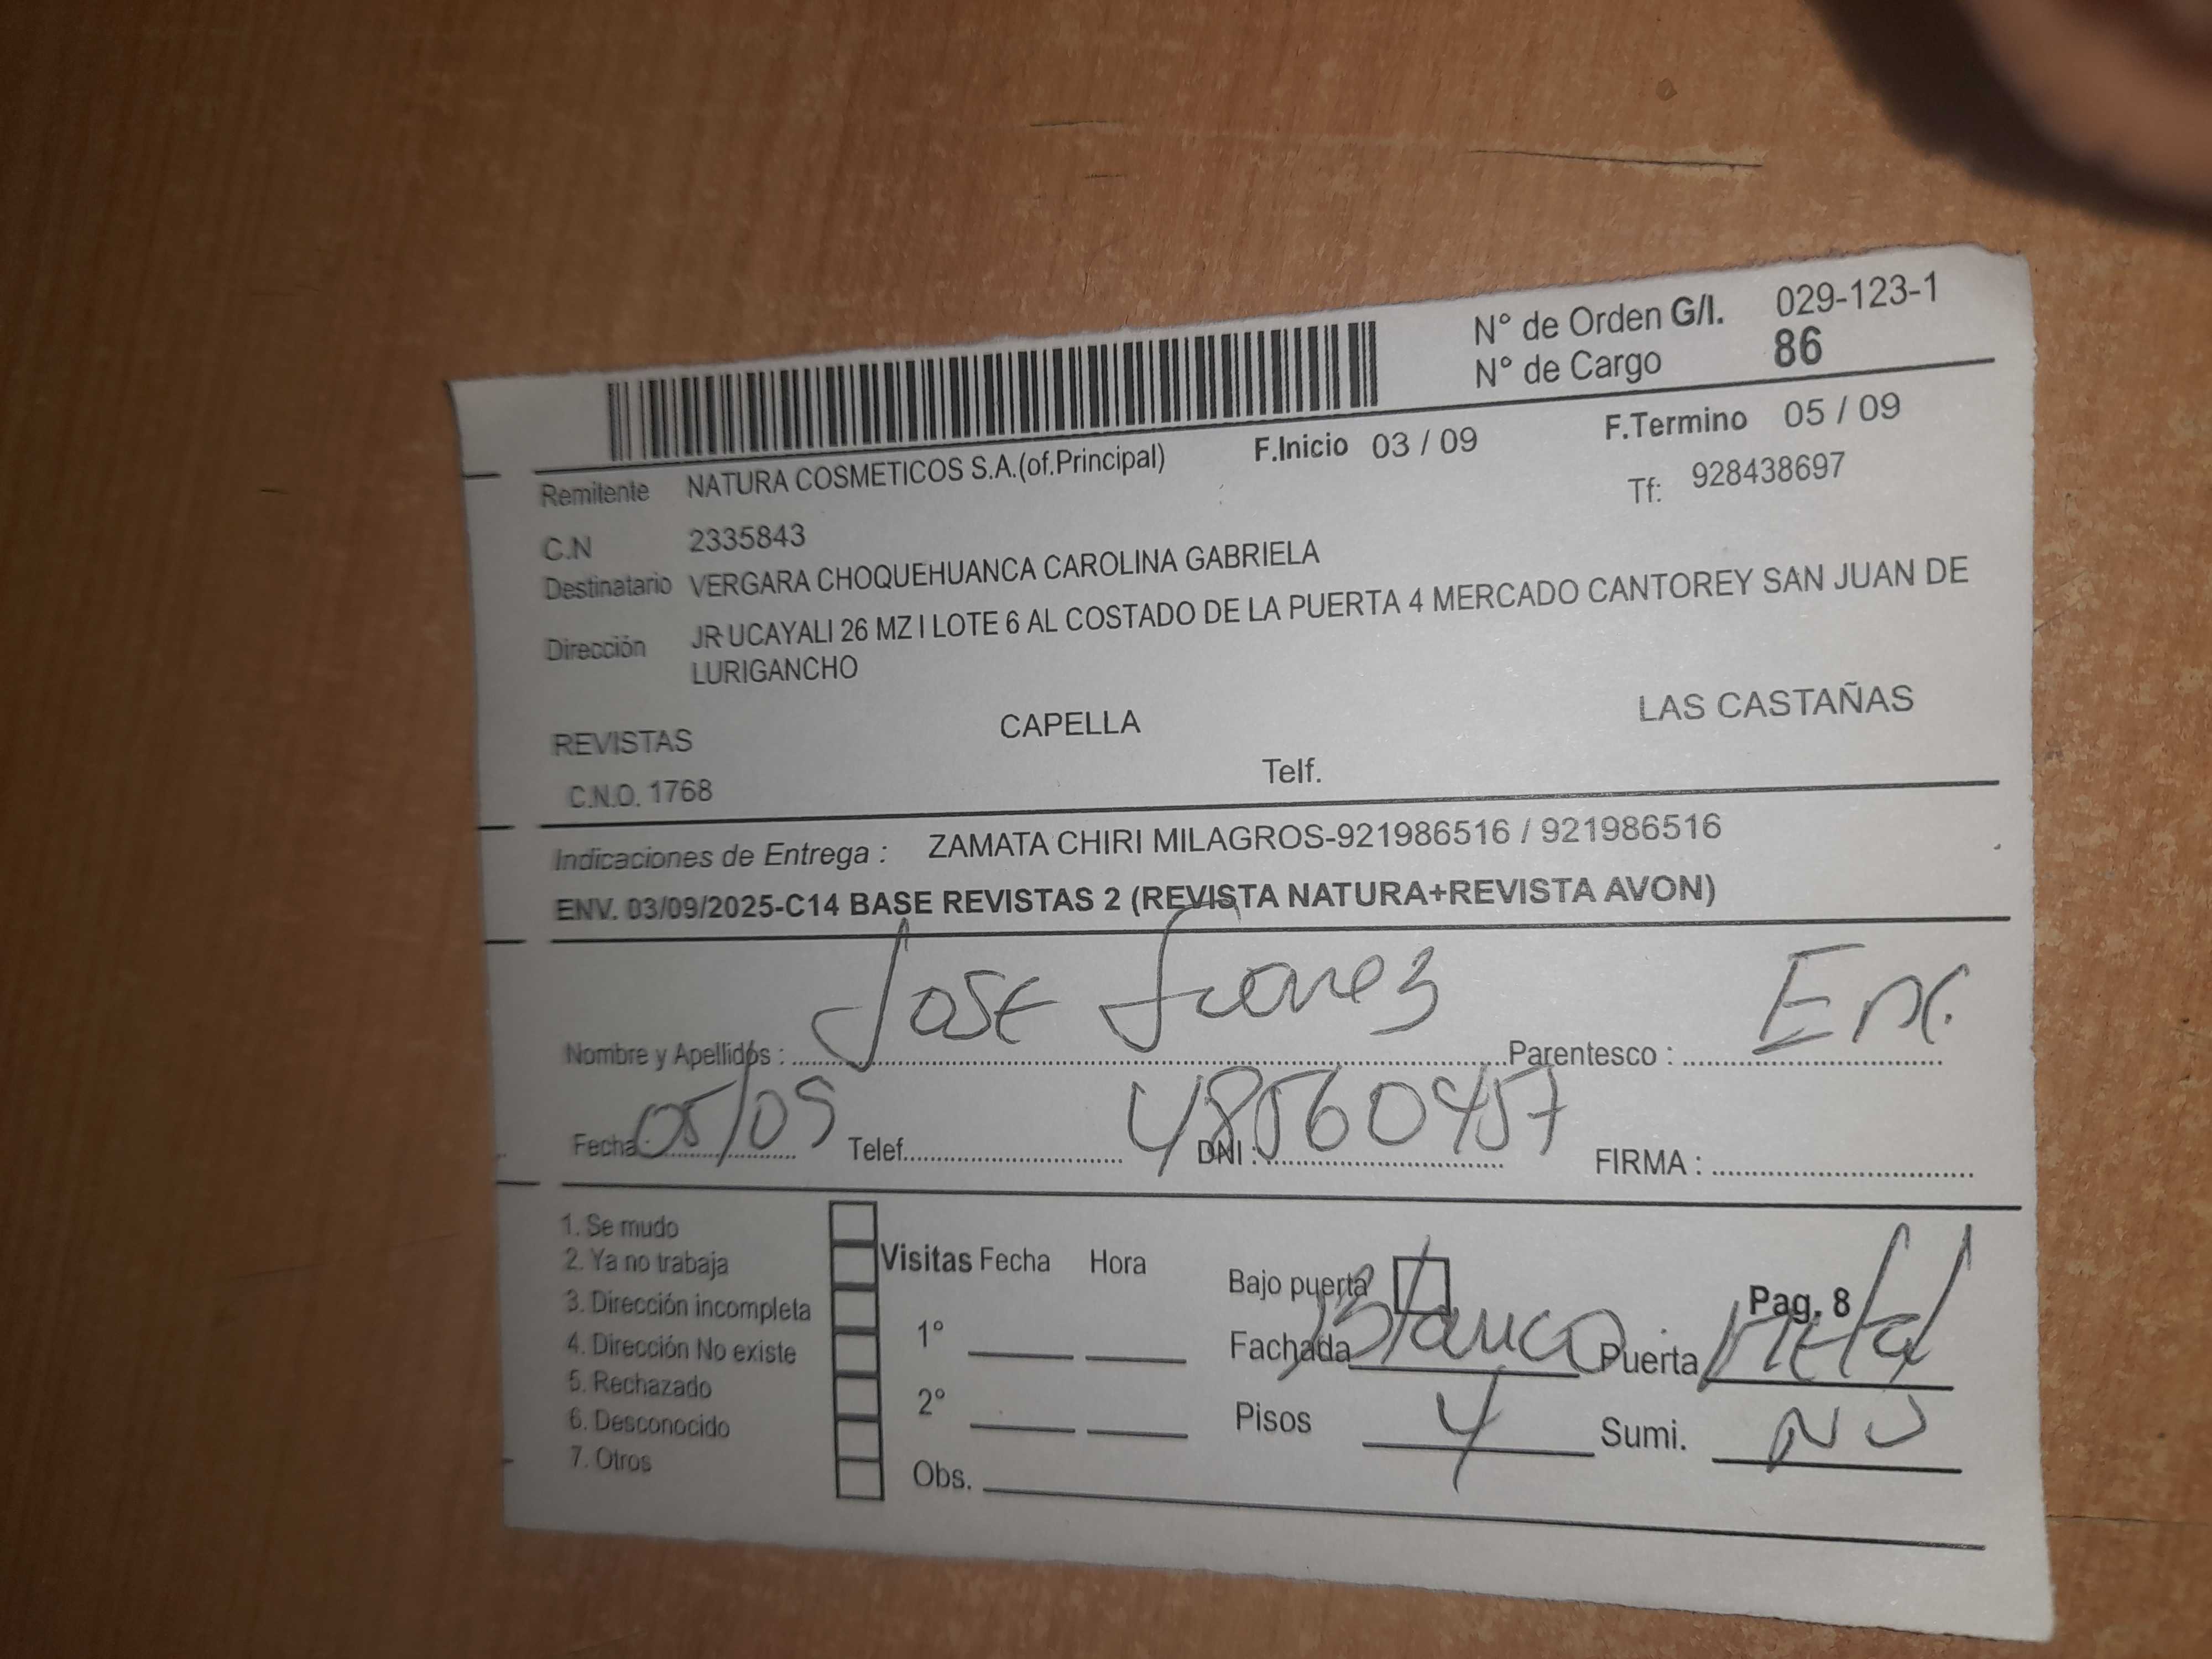 N° de Orden G/I. 029-123-1
N° de Cargo 86
Remitente NATURA COSMETICOS S.A.(of.Principal) F.Inicio 03 / 09 F.Termino 05 / 09
C.N 2335843 Tf: 928438697
Destinatario VERGARA CHOQUEHUANCA CAROLINA GABRIELA
Dirección JR UCAYALI 26 MZ I LOTE 6 AL COSTADO DE LA PUERTA 4 MERCADO CANTOREY SAN JUAN DE
LURIGANCHO
REVISTAS CAPELLA LAS CASTAÑAS
C.N.O. 1768 Telf.
Indicaciones de Entrega : ZAMATA CHIRI MILAGROS-921986516 / 921986516
ENV. 03/09/2025-C14 BASE REVISTAS 2 (REVISTA NATURA+REVISTA AVON)
Nombre y Apellidos : Jose Parentesco : Enc.
Fecha: 05/09 Telef. DNI : 48560457 FIRMA :
1. Se mudo
2. Ya no trabaja Visitas Fecha Hora Bajo puerta Pag. 8
3. Dirección incompleta
4. Dirección No existe 1° Fachada Blanco Puerta Metal
5. Rechazado
6. Desconocido 2° Pisos 4 Sumi. NO
7. Otros Obs.